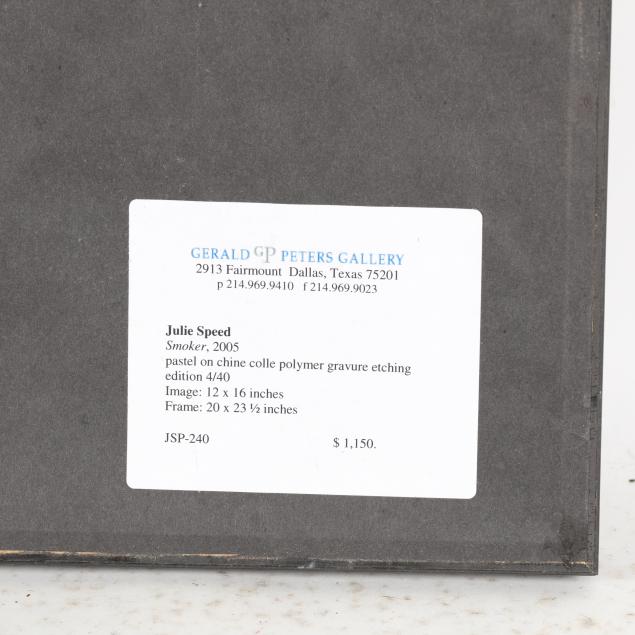 GERALD GP PETERS GALLERY
2913 Fairmount Dallas, Texas 75201
p 214.969.9410 f 214.969.9023
Julie Speed
Smoker, 2005
pastel on chine colle polymer gravure etching
edition 4/40
Image: 12 x 16 inches
Frame: 20 x 23 ½ inches
JSP-240 $ 1,150.